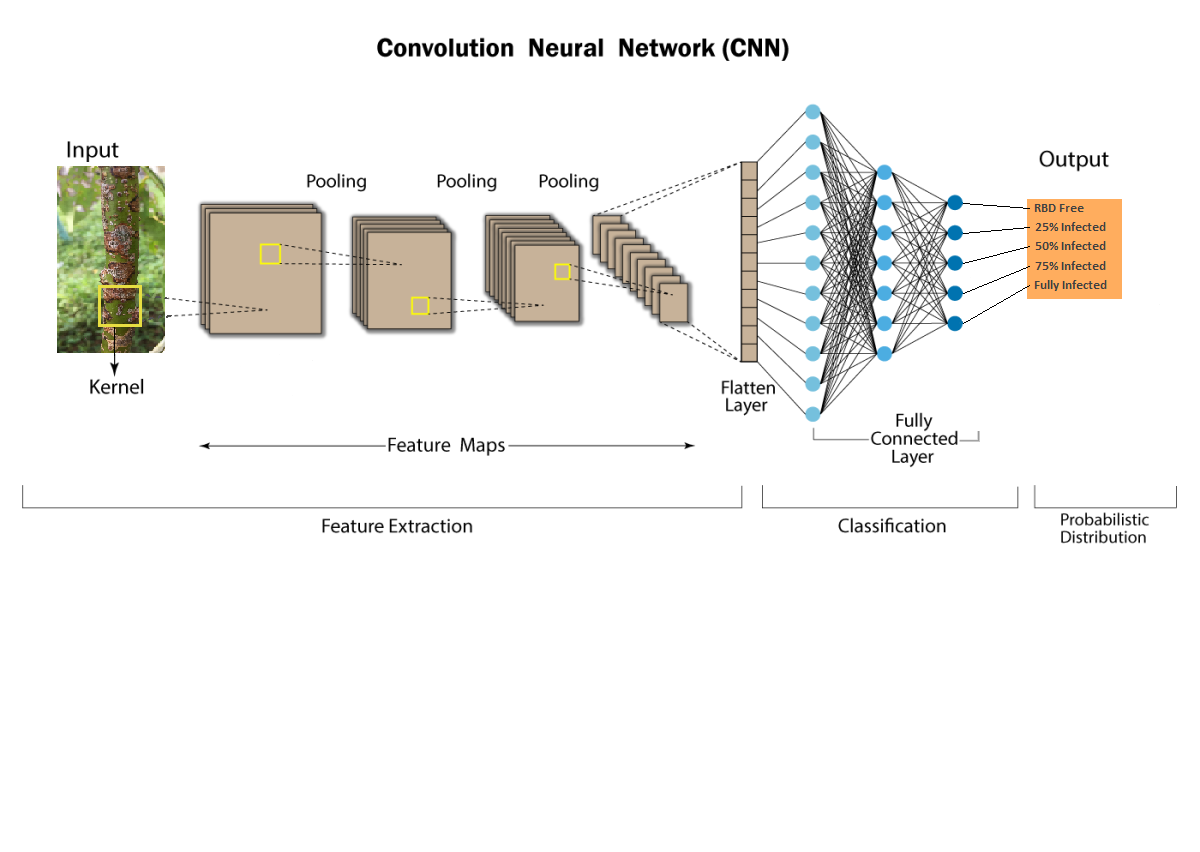 Convolution Neural Network (CNN)
Input
Pooling
Pooling
Pooling
Output
RBD Free
25% Infected
50% Infected
75% Infected
Fully Infected
Kernel
Flatten
Layer
Fully
Connected
Layer
Feature Maps
Feature Extraction
Classification
Probabilistic
Distribution